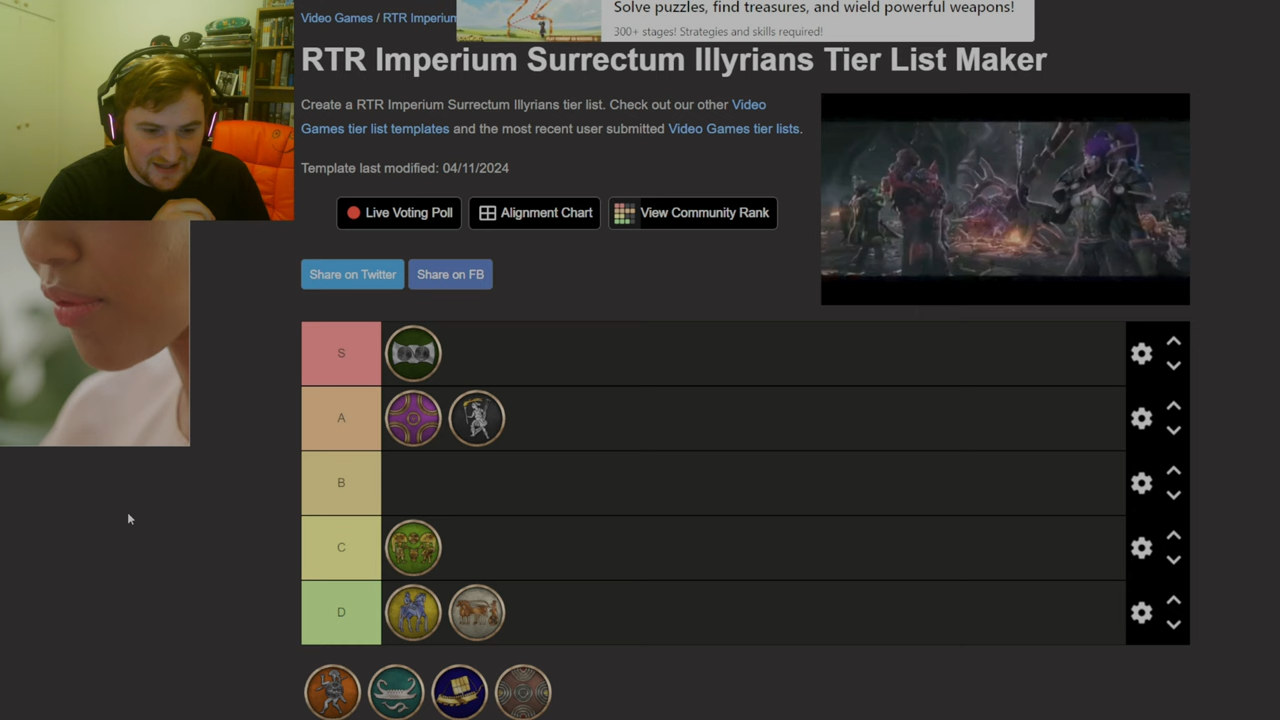 Video Games / RTR Imperium
Solve puzzles, find treasures, and wield powerful weapons!
300+ stages! Strategies and skills required!
RTR Imperium Surrectum Illyrians Tier List Maker
Create a RTR Imperium Surrectum Illyrians tier list. Check out our other Video
Games tier list templates and the most recent user submitted Video Games tier lists.
Template last modified: 04/11/2024
Live Voting Poll
Alignment Chart
View Community Rank
Share on Twitter
Share on FB
S
A
B
C
D